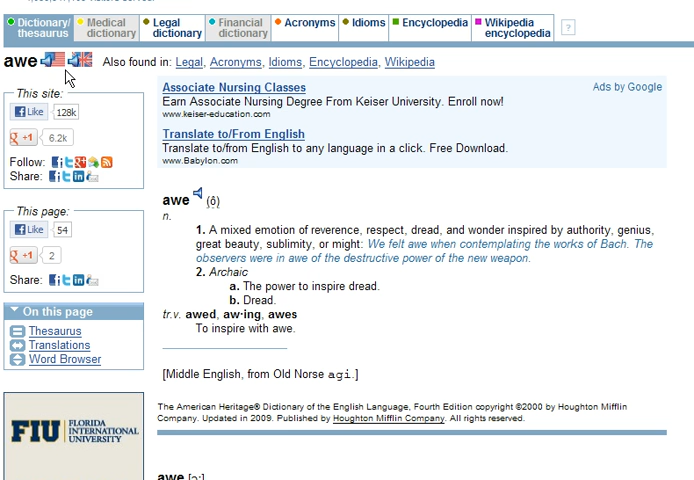 Dictionary/ thesaurus
Medical dictionary
Legal dictionary
Financial dictionary
Acronyms
Idioms
Encyclopedia
Wikipedia encyclopedia
?
awe Also found in: Legal, Acronyms, Idioms, Encyclopedia, Wikipedia
This site:
Like 128k
+1 6.2k
Follow:
Share:
This page:
Like 54
+1 2
Share:
On this page
Thesaurus
Translations
Word Browser
FIU FLORIDA
INTERNATIONAL
UNIVERSITY
Associate Nursing Classes
Ads by Google
Earn Associate Nursing Degree From Keiser University. Enroll now!
www.keiser-education.com
Translate to/From English
Translate to/from English to any language in a click. Free Download.
www.Babylon.com
awe (ô)
n.
1. A mixed emotion of reverence, respect, dread, and wonder inspired by authority, genius,
great beauty, sublimity, or might: We felt awe when contemplating the works of Bach. The
observers were in awe of the destructive power of the new weapon.
2. Archaic
a. The power to inspire dread.
b. Dread.
tr.v. awed, aw·ing, awes
To inspire with awe.
[Middle English, from Old Norse agi.]
The American Heritage® Dictionary of the English Language, Fourth Edition copyright ©2000 by Houghton Mifflin
Company. Updated in 2009. Published by Houghton Mifflin Company. All rights reserved.
awe [ɔː]